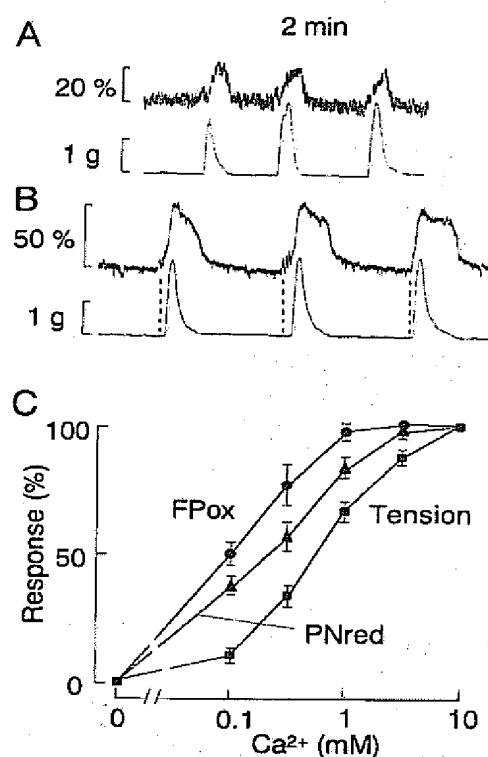 A
2 min
20 %
1 g
B
50 %
1 g
C
100
50
0
Response (%)
FPox
Tension
PNred
0
0.1
1
10
Ca²⁺ (mM)